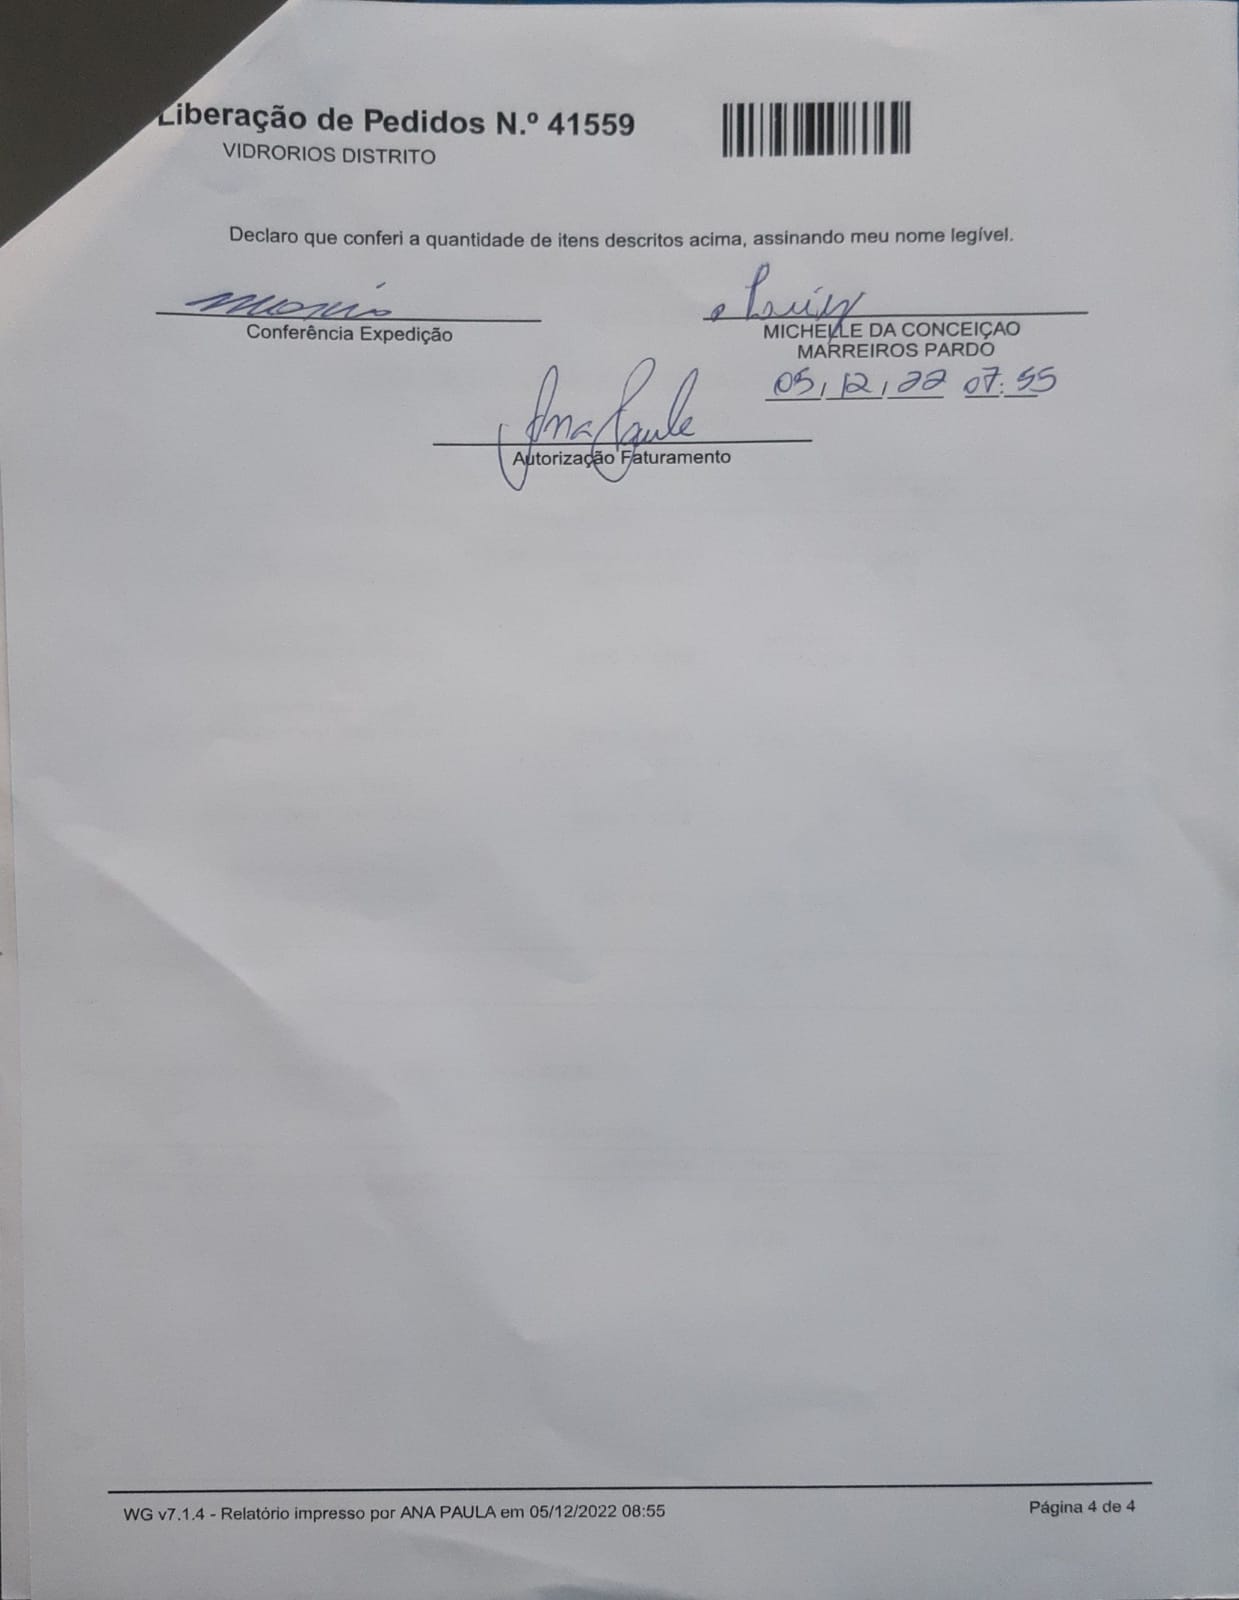 Liberação de Pedidos N.º 41559
VIDRORIOS DISTRITO
Declaro que conferi a quantidade de itens descritos acima, assinando meu nome legível.
Conferência Expedição
MICHELLE DA CONCEIÇAO
MARREIROS PARDO
05, 12, 22 07:55
Ana Paula
Autorização Faturamento
WG v7.1.4 - Relatório impresso por ANA PAULA em 05/12/2022 08:55
Página 4 de 4